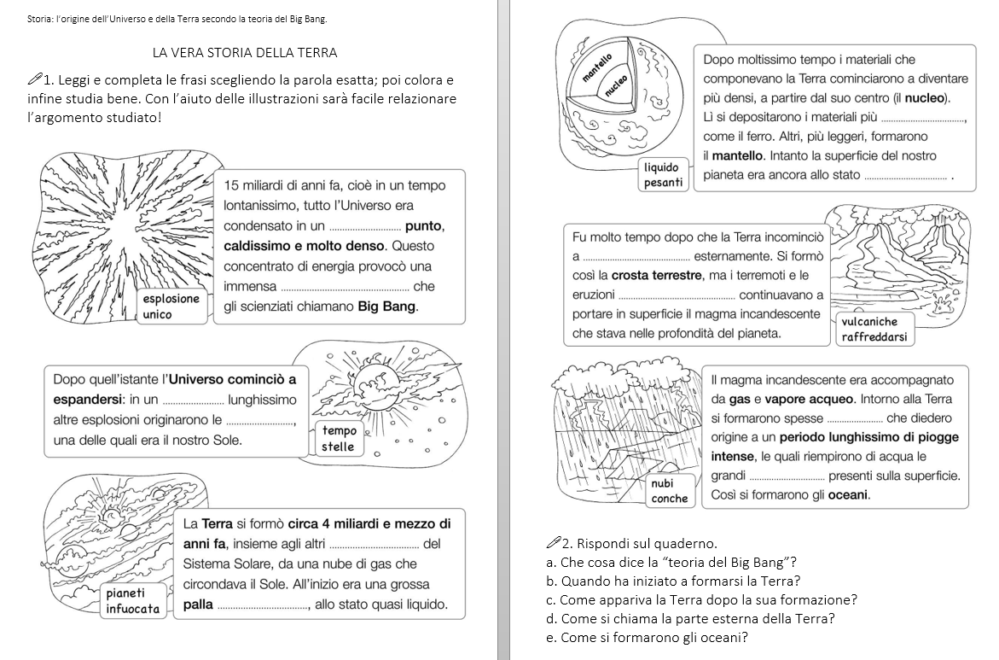 Storia: l'origine dell'Universo e della Terra secondo la teoria del Big Bang.
LA VERA STORIA DELLA TERRA
1. Leggi e completa le frasi scegliendo la parola esatta; poi colora e
infine studia bene. Con l'aiuto delle illustrazioni sarà facile relazionare
l'argomento studiato!
15 miliardi di anni fa, cioè in un tempo
lontanissimo, tutto l'Universo era
condensato in un ........................ punto,
caldissimo e molto denso. Questo
concentrato di energia provocò una
immensa ............................................ che
gli scienziati chiamano Big Bang.
esplosione
unico
Dopo quell'istante l'Universo cominciò a
espandersi: in un ..................... lunghissimo
altre esplosioni originarono le .......................,
una delle quali era il nostro Sole.
tempo
stelle
La Terra si formò circa 4 miliardi e mezzo di
anni fa, insieme agli altri ............................... del
Sistema Solare, da una nube di gas che
circondava il Sole. All'inizio era una grossa
palla ..............................., allo stato quasi liquido.
pianeti
infuocata
mantello
nucleo
Dopo moltissimo tempo i materiali che
componevano la Terra cominciarono a diventare
più densi, a partire dal suo centro (il nucleo).
Lì si depositarono i materiali più .............................,
come il ferro. Altri, più leggeri, formarono
il mantello. Intanto la superficie del nostro
pianeta era ancora allo stato ............................. .
liquido
pesanti
Fu molto tempo dopo che la Terra incominciò
a ..................................... esternamente. Si formò
così la crosta terrestre, ma i terremoti e le
eruzioni ........................................ continuavano a
portare in superficie il magma incandescente
che stava nelle profondità del pianeta.
vulcaniche
raffreddarsi
Il magma incandescente era accompagnato
da gas e vapore acqueo. Intorno alla Terra
si formarono spesse ................... che diedero
origine a un periodo lunghissimo di piogge
intense, le quali riempirono di acqua le
grandi .......................... presenti sulla superficie.
Così si formarono gli oceani.
nubi
conche
2. Rispondi sul quaderno.
a. Che cosa dice la "teoria del Big Bang"?
b. Quando ha iniziato a formarsi la Terra?
c. Come appariva la Terra dopo la sua formazione?
d. Come si chiama la parte esterna della Terra?
e. Come si formarono gli oceani?